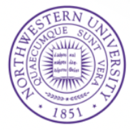 NORTHWESTERN UNIVERSITY
QUAECUMQUE SUNT VERA
· 1851 ·